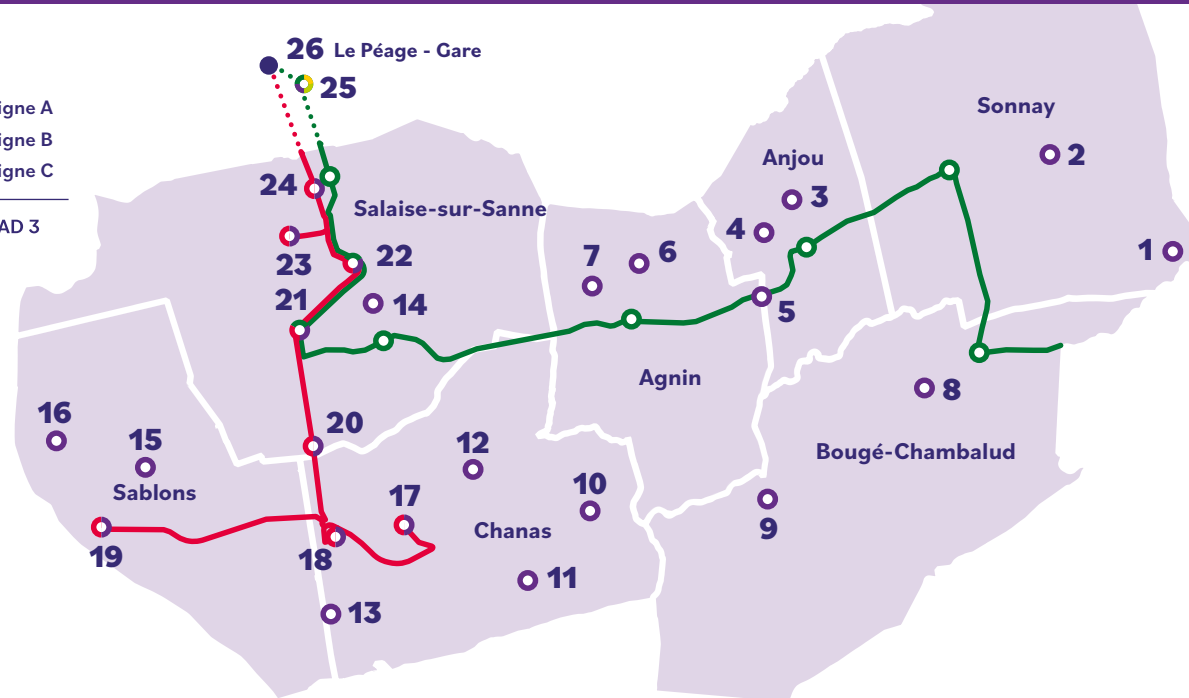 26 Le Péage - Gare
25
igne A
igne B
igne C
AD 3
Sonnay
2
Anjou
3
4
24
Salaise-sur-Sanne
1
23
22
7
6
21
14
5
Agnin
8
16
15
20
12
Bougé-Chambalud
Sablons
17
10
Chanas
9
19
18
11
13